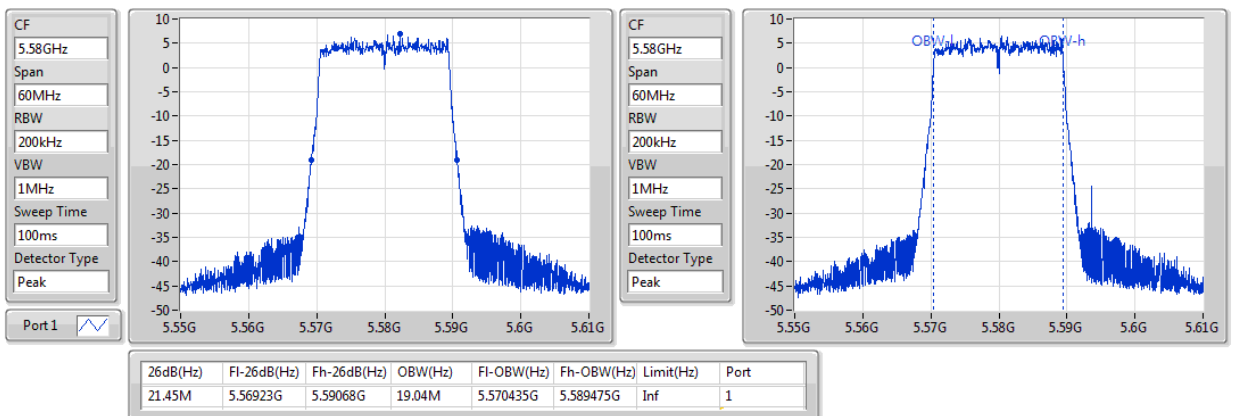 CF
5.58GHz
Span
60MHz
RBW
200kHz
VBW
1MHz
Sweep Time
100ms
Detector Type
Peak
Port 1
10
5
0
-5
-10
-15
-20
-25
-30
-35
-40
-45
-50
5.55G 5.56G 5.57G 5.58G 5.59G 5.6G 5.61G
CF
5.58GHz
Span
60MHz
RBW
200kHz
VBW
1MHz
Sweep Time
100ms
Detector Type
Peak
10
5
0
-5
-10
-15
-20
-25
-30
-35
-40
-45
-50
OBW-l OBW-h
5.55G 5.56G 5.57G 5.58G 5.59G 5.6G 5.61G
26dB(Hz) Fl-26dB(Hz) Fh-26dB(Hz) OBW(Hz) Fl-OBW(Hz) Fh-OBW(Hz) Limit(Hz) Port
21.45M 5.56923G 5.59068G 19.04M 5.570435G 5.589475G Inf 1